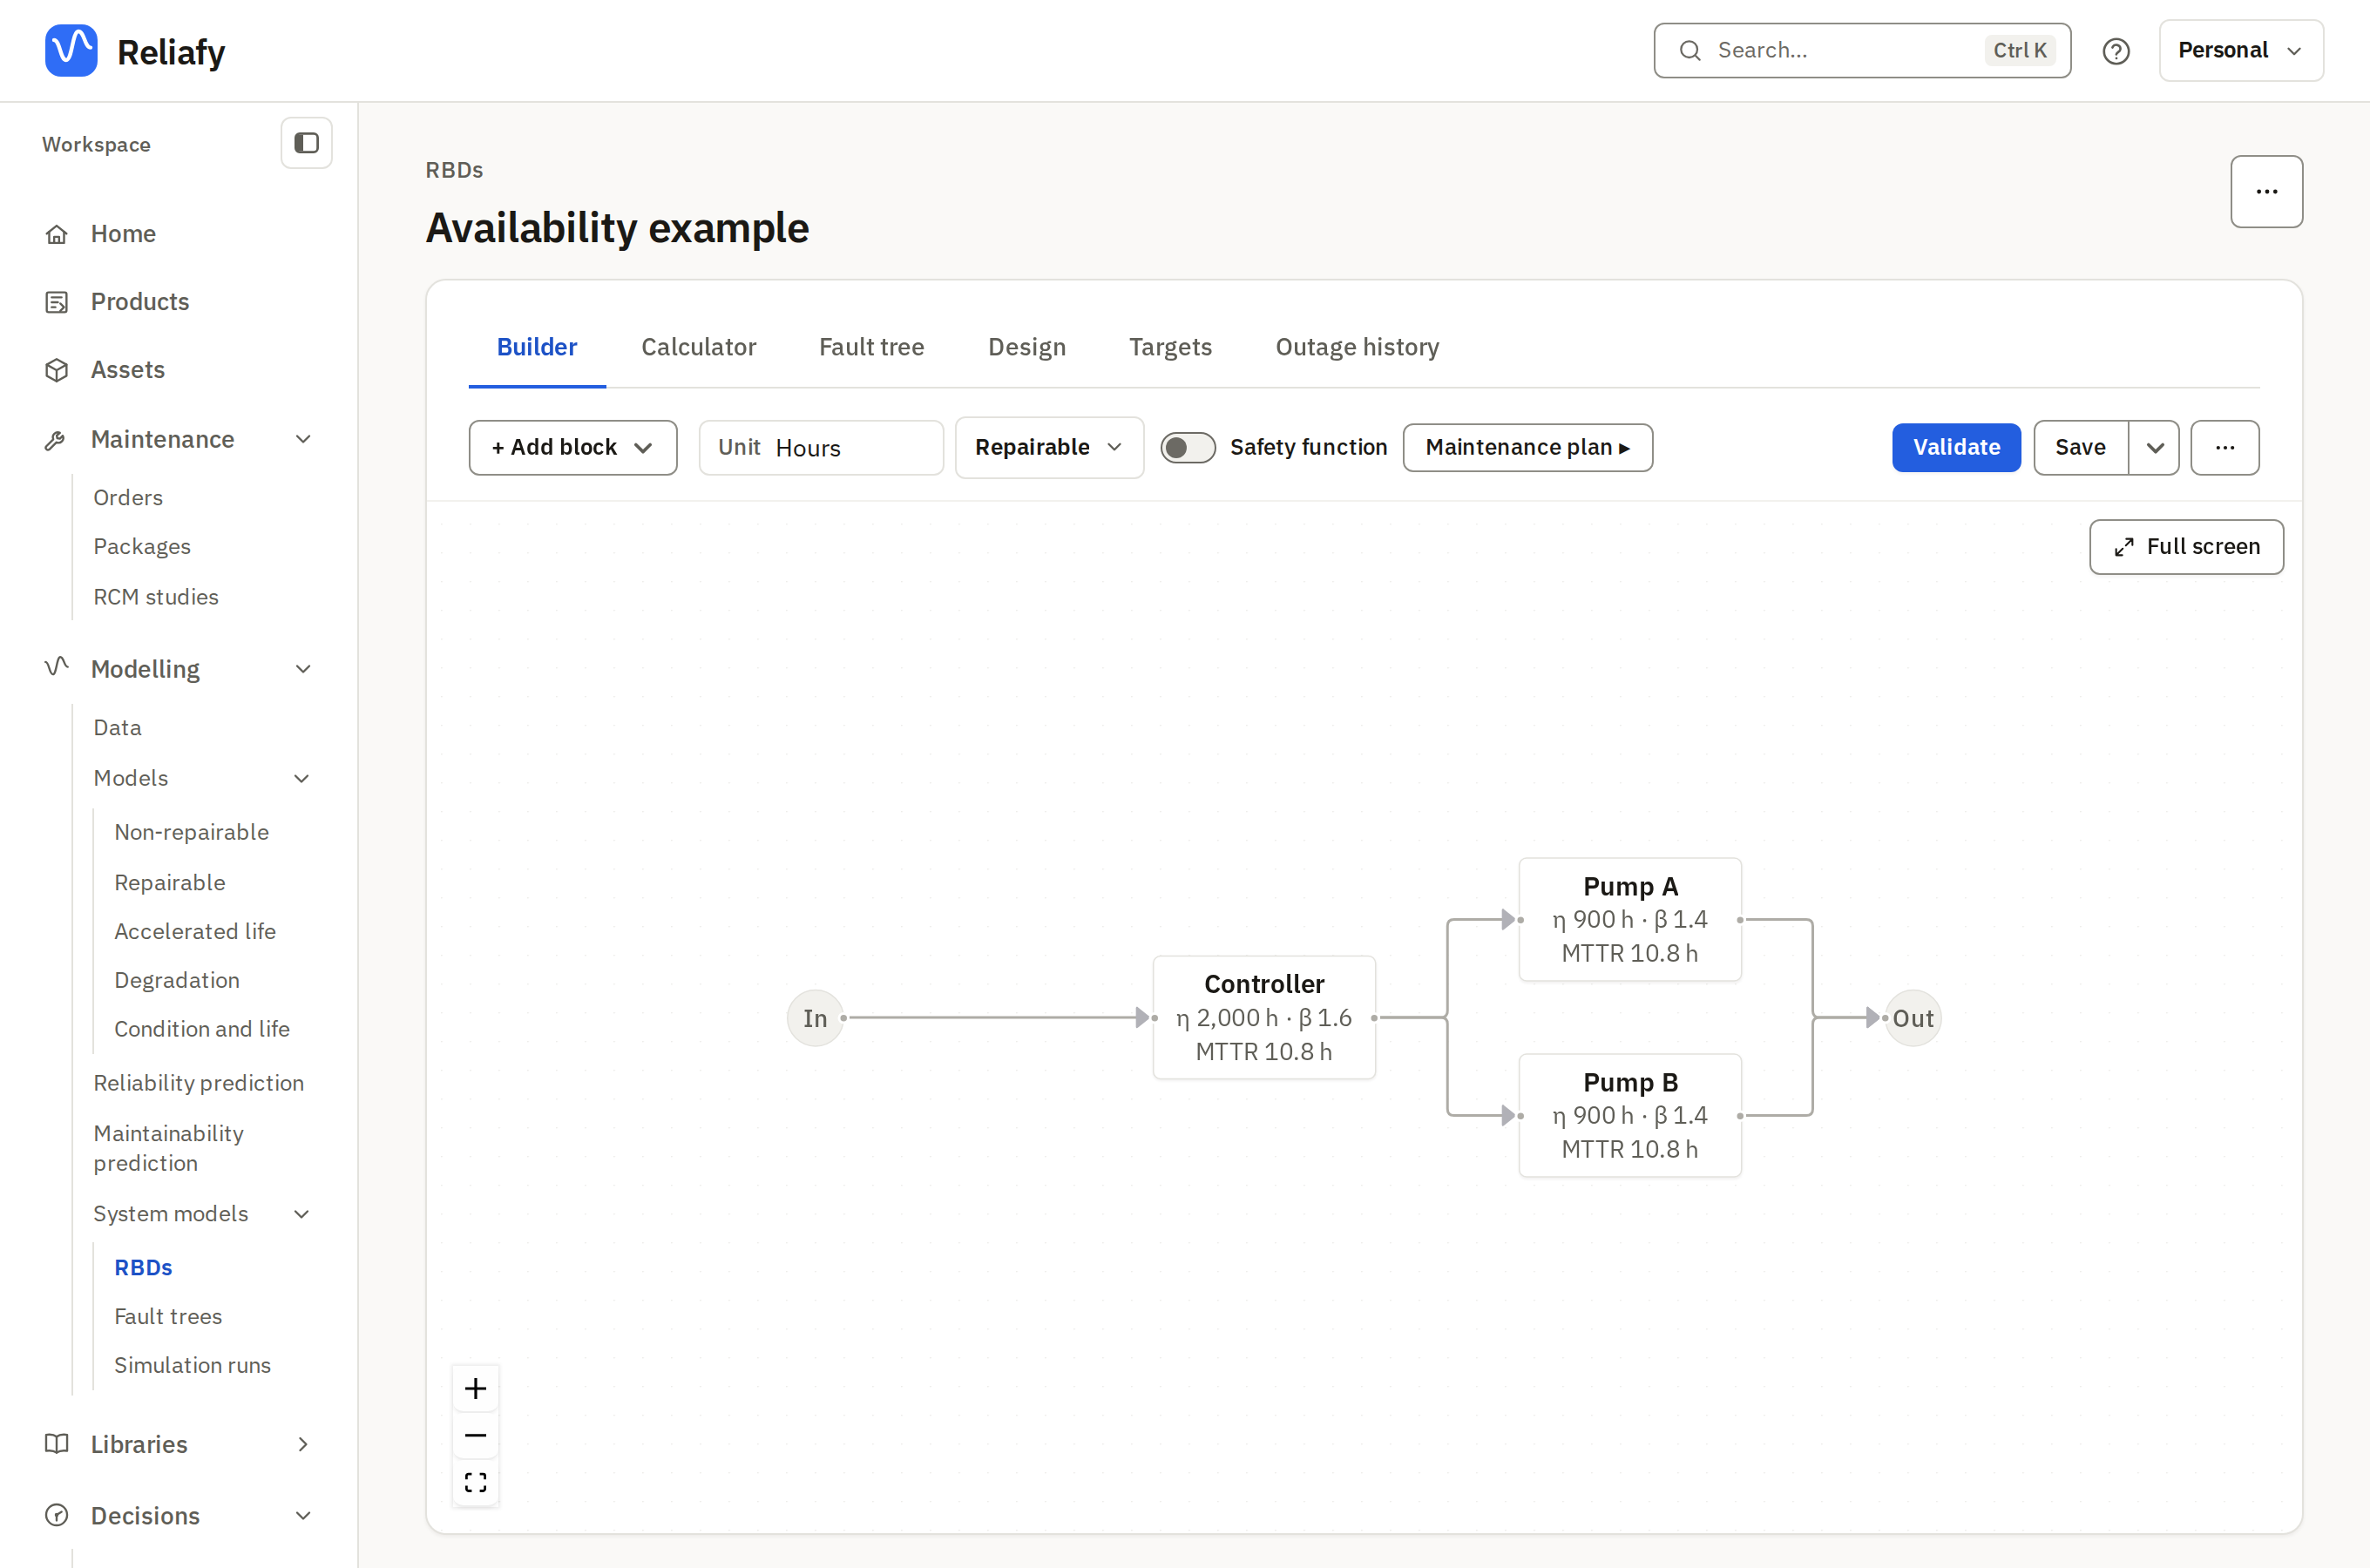 Reliafy
Search...
Ctrl K
Personal
Workspace
Home
Products
Assets
Maintenance
Orders
Packages
RCM studies
Modelling
Data
Models
Non-repairable
Repairable
Accelerated life
Degradation
Condition and life
Reliability prediction
Maintainability
prediction
System models
RBDs
Fault trees
Simulation runs
Libraries
Decisions
RBDs
Availability example
Builder
Calculator
Fault tree
Design
Targets
Outage history
+ Add block
Unit Hours
Repairable
Safety function
Maintenance plan ▸
Validate
Save
Full screen
In
Controller
η 2,000 h · β 1.6
MTTR 10.8 h
Pump A
η 900 h · β 1.4
MTTR 10.8 h
Pump B
η 900 h · β 1.4
MTTR 10.8 h
Out